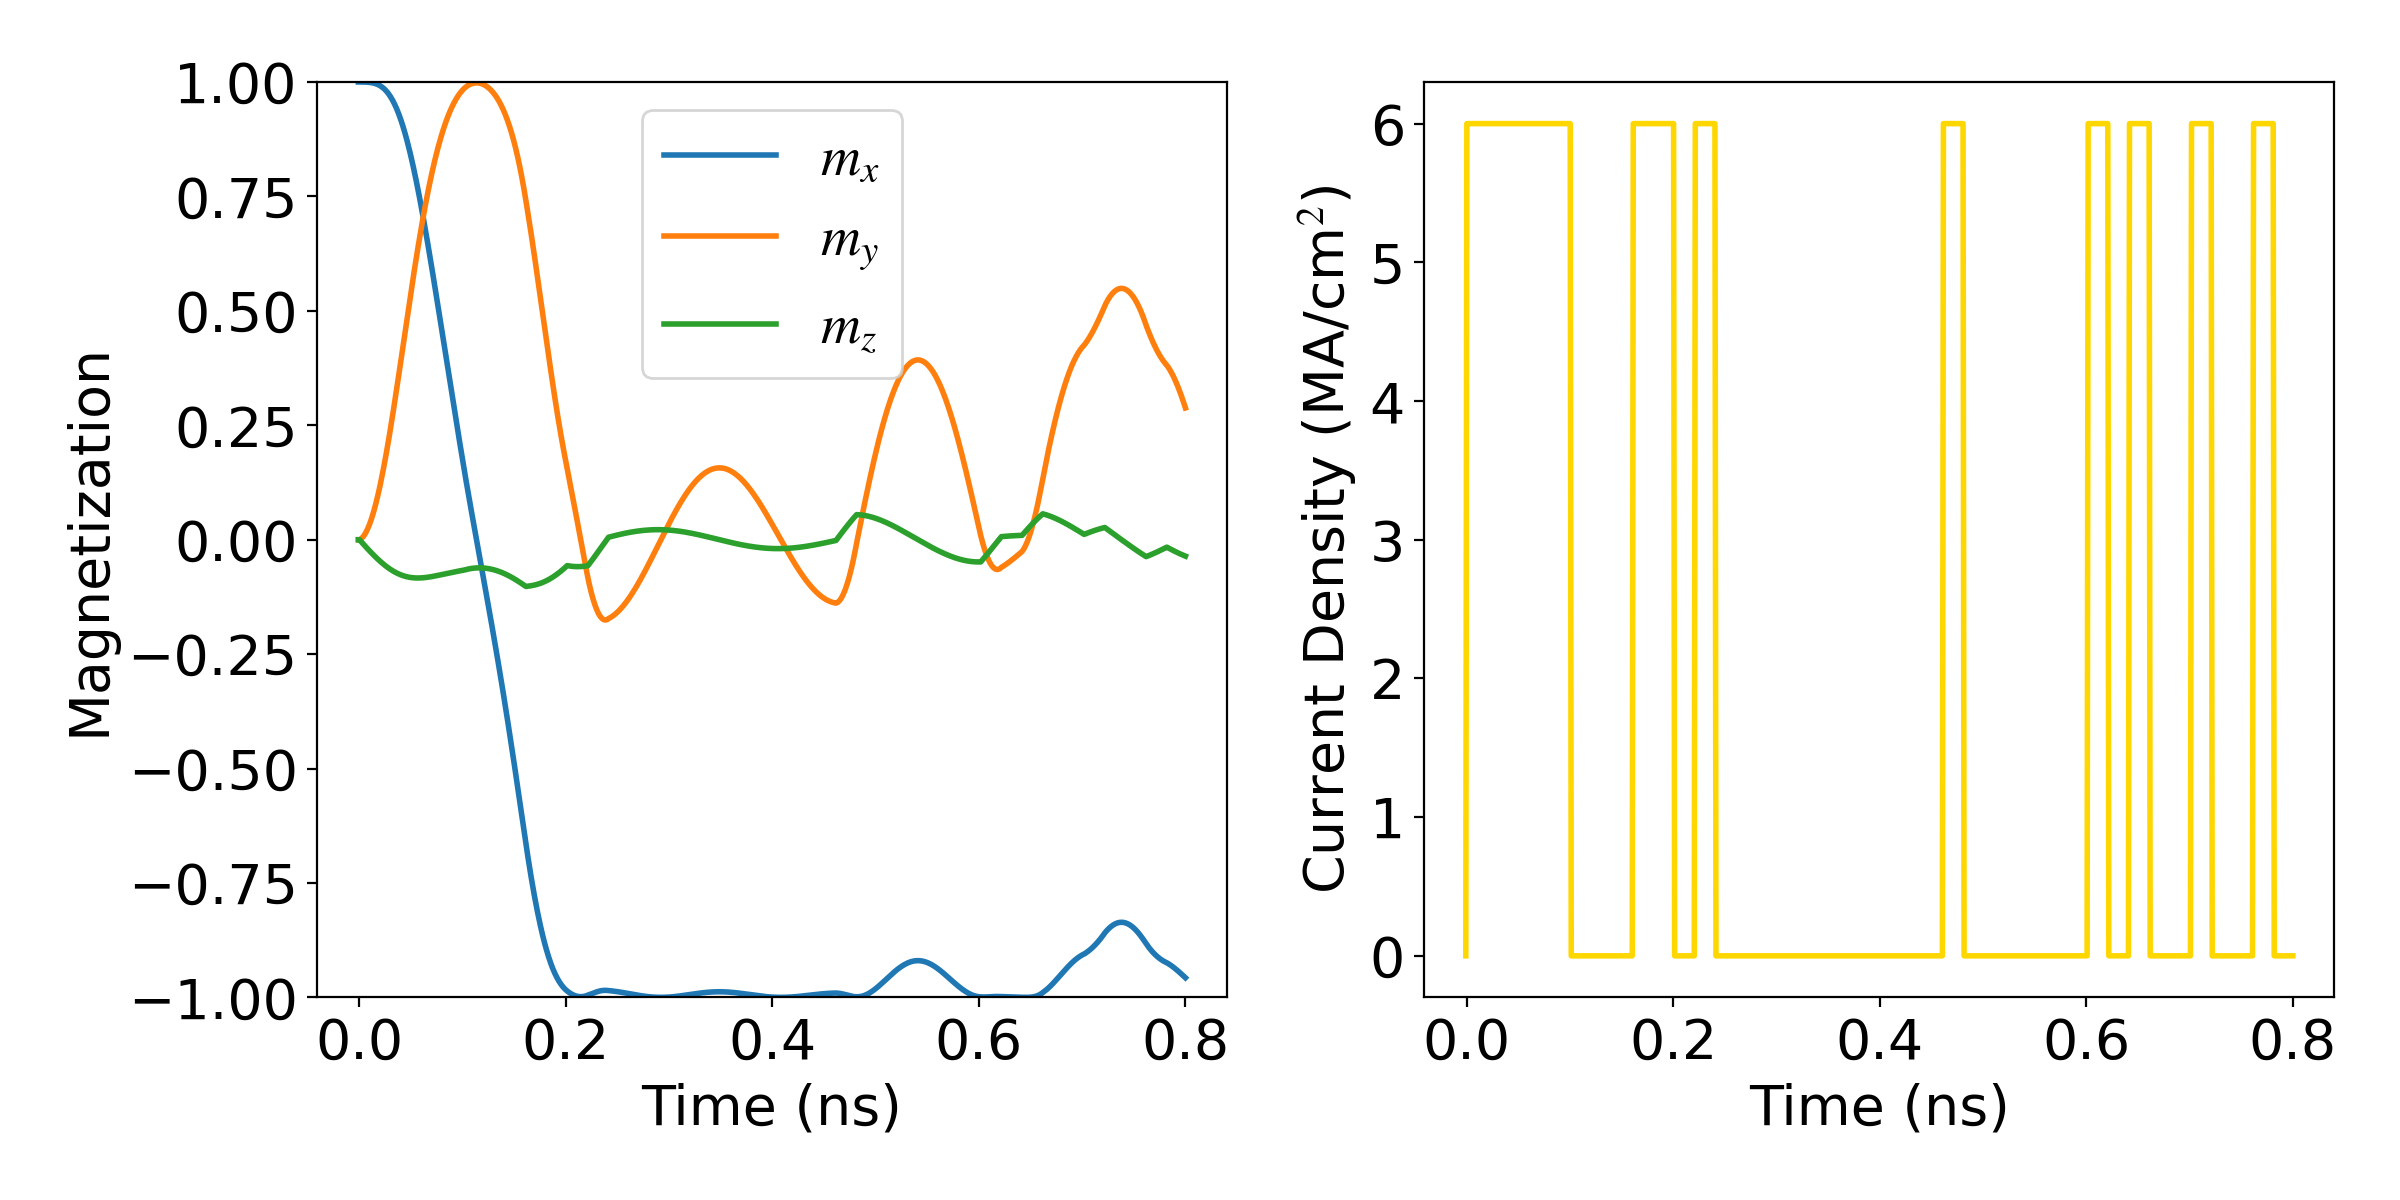 Magnetization
1.00
0.75
0.50
0.25
0.00
−0.25
−0.50
−0.75
−1.00
0.0 0.2 0.4 0.6 0.8
Time (ns)
mₓ
m_y
m_z
Current Density (MA/cm²)
6
5
4
3
2
1
0
0.0 0.2 0.4 0.6 0.8
Time (ns)